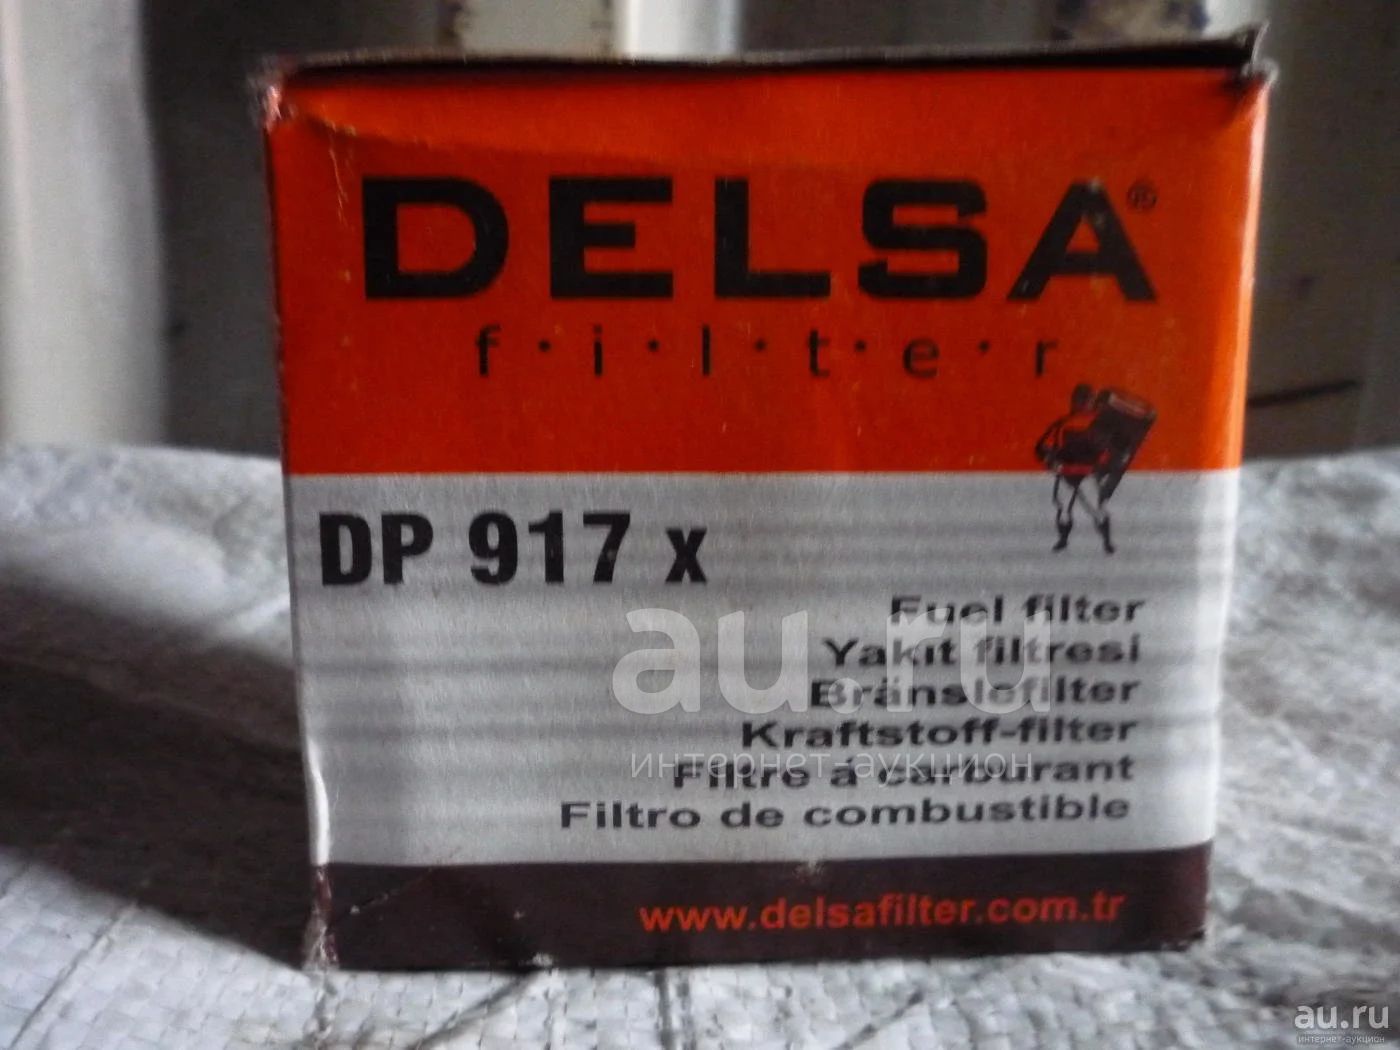 DELSA®
f·i·l·t·e·r
DP 917 x
Fuel filter
Yakıt filtresi
Bränslefilter
Kraftstoff-filter
Filtre á carburant
Filtro de combustible
www.delsafilter.com.tr
au.ru
интернет-аукцион
au.ru
интернет-аукцион